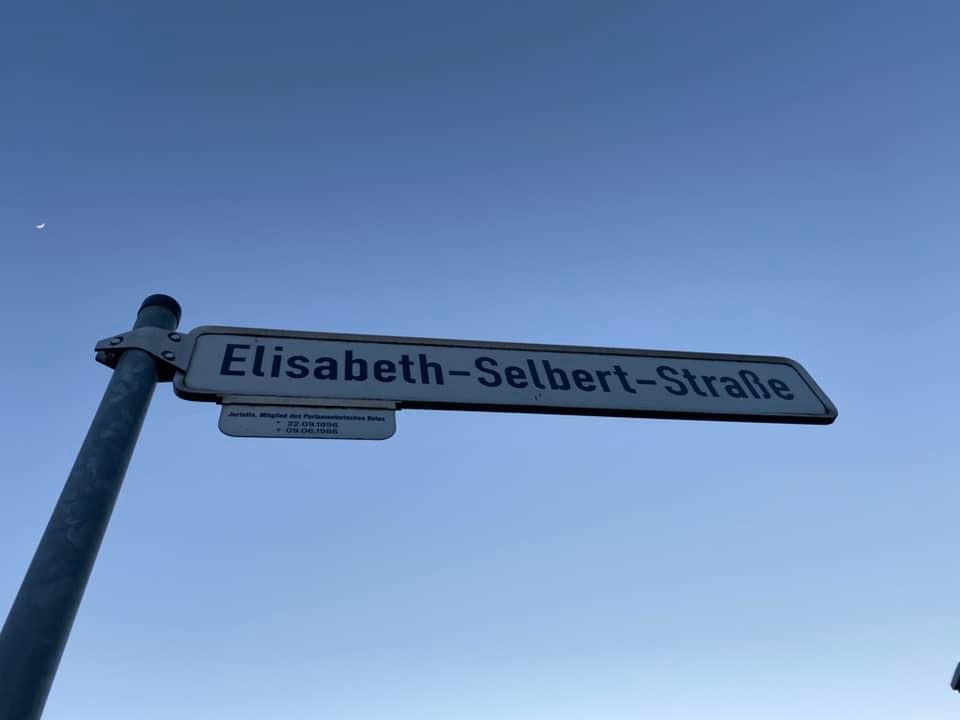 Elisabeth-Selbert-Straße
Juristin, Mitglied des Parlamentarischen Rates
* 22.09.1896
† 09.06.1986